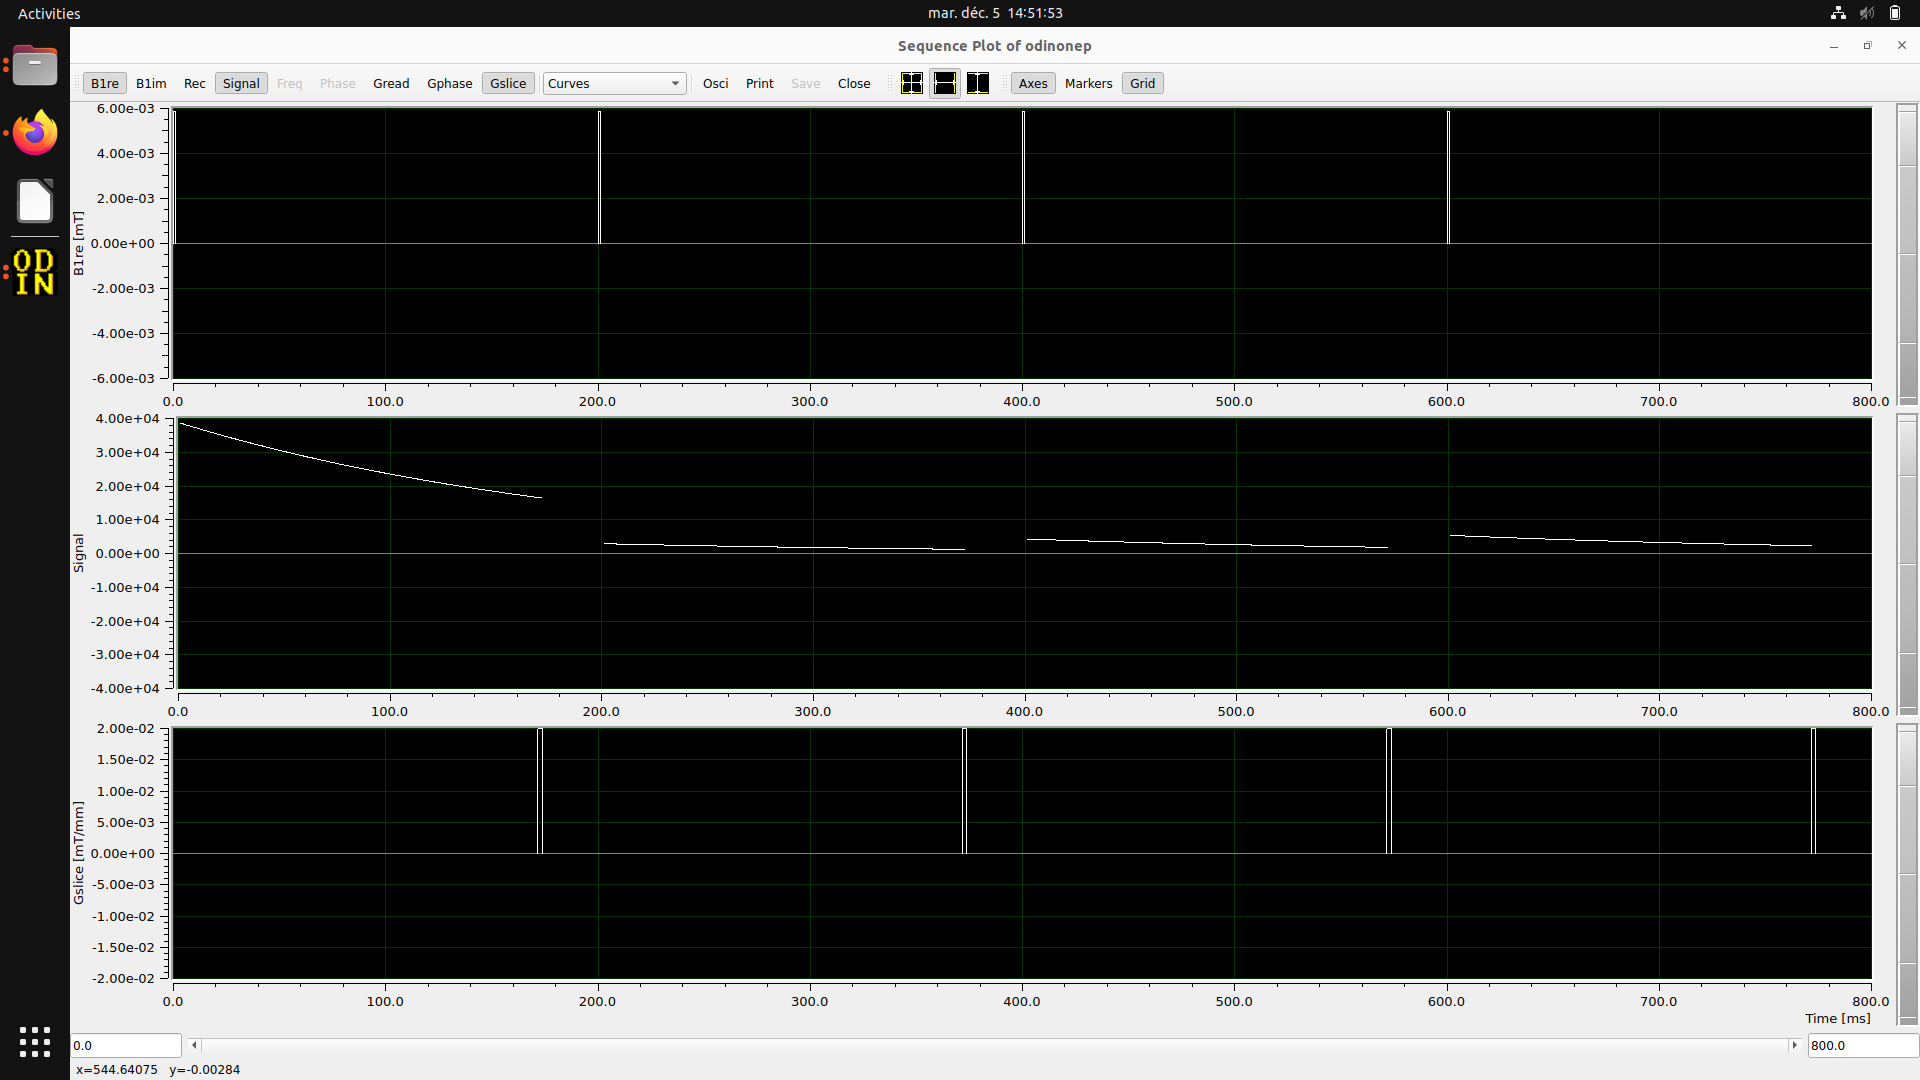 Activities
mar. déc. 5 14:51:53
Sequence Plot of odinonep
B1re B1im Rec Signal Freq Phase Gread Gphase Gslice Curves Osci Print Save Close Axes Markers Grid
6.00e-03
4.00e-03
2.00e-03
0.00e+00
-2.00e-03
-4.00e-03
-6.00e-03
B1re [mT]
0.0 100.0 200.0 300.0 400.0 500.0 600.0 700.0 800.0
4.00e+04
3.00e+04
2.00e+04
1.00e+04
0.00e+00
-1.00e+04
-2.00e+04
-3.00e+04
-4.00e+04
Signal
0.0 100.0 200.0 300.0 400.0 500.0 600.0 700.0 800.0
2.00e-02
1.50e-02
1.00e-02
5.00e-03
0.00e+00
-5.00e-03
-1.00e-02
-1.50e-02
-2.00e-02
Gslice [mT/mm]
0.0 100.0 200.0 300.0 400.0 500.0 600.0 700.0 800.0
Time [ms]
0.0
800.0
x=544.64075 y=-0.00284
OD
IN